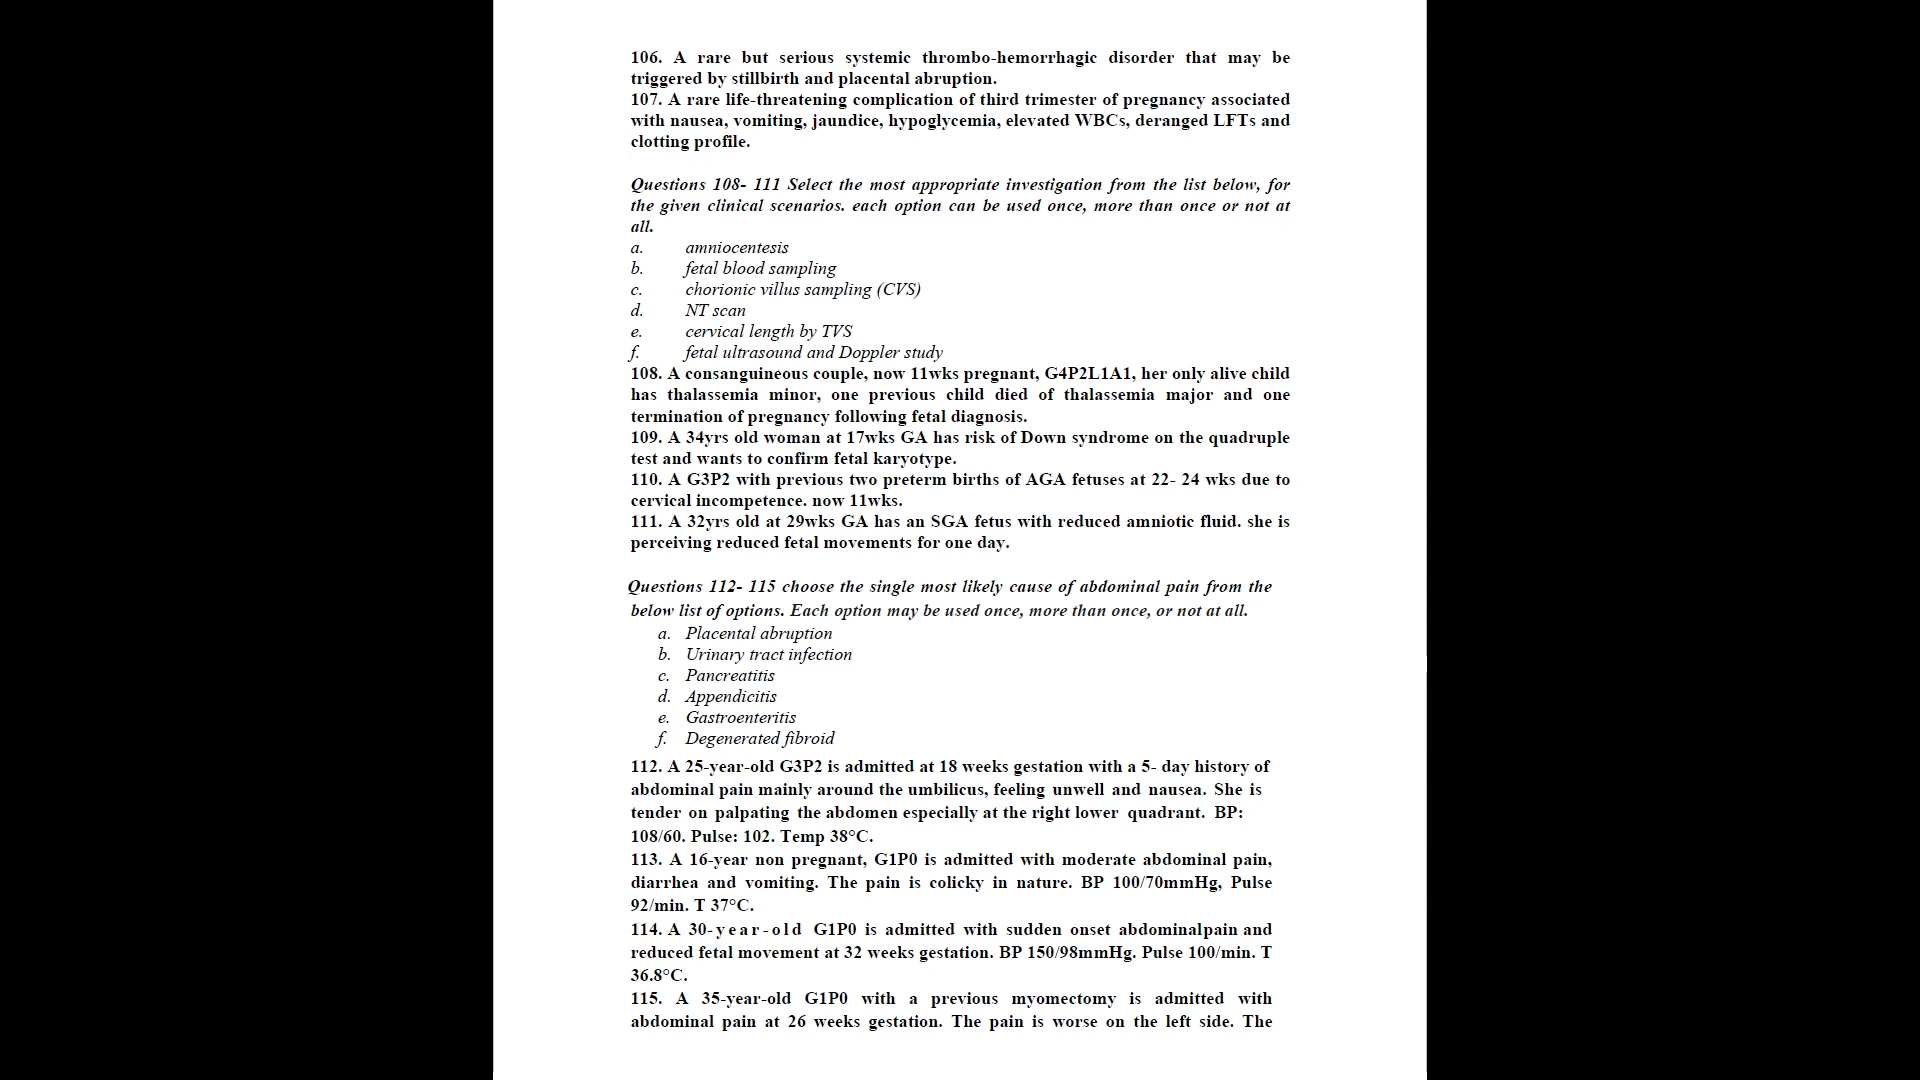 106. A rare but serious systemic thrombo-hemorrhagic disorder that may be
triggered by stillbirth and placental abruption.
107. A rare life-threatening complication of third trimester of pregnancy associated
with nausea, vomiting, jaundice, hypoglycemia, elevated WBCs, deranged LFTs and
clotting profile.
Questions 108- 111 Select the most appropriate investigation from the list below, for
the given clinical scenarios. each option can be used once, more than once or not at
all.
a. amniocentesis
b. fetal blood sampling
c. chorionic villus sampling (CVS)
d. NT scan
e. cervical length by TVS
f. fetal ultrasound and Doppler study
108. A consanguineous couple, now 11wks pregnant, G4P2L1A1, her only alive child
has thalassemia minor, one previous child died of thalassemia major and one
termination of pregnancy following fetal diagnosis.
109. A 34yrs old woman at 17wks GA has risk of Down syndrome on the quadruple
test and wants to confirm fetal karyotype.
110. A G3P2 with previous two preterm births of AGA fetuses at 22- 24 wks due to
cervical incompetence. now 11wks.
111. A 32yrs old at 29wks GA has an SGA fetus with reduced amniotic fluid. she is
perceiving reduced fetal movements for one day.
Questions 112- 115 choose the single most likely cause of abdominal pain from the
below list of options. Each option may be used once, more than once, or not at all.
a. Placental abruption
b. Urinary tract infection
c. Pancreatitis
d. Appendicitis
e. Gastroenteritis
f. Degenerated fibroid
112. A 25-year-old G3P2 is admitted at 18 weeks gestation with a 5- day history of
abdominal pain mainly around the umbilicus, feeling unwell and nausea. She is
tender on palpating the abdomen especially at the right lower quadrant. BP:
108/60. Pulse: 102. Temp 38°C.
113. A 16-year non pregnant, G1P0 is admitted with moderate abdominal pain,
diarrhea and vomiting. The pain is colicky in nature. BP 100/70mmHg, Pulse
92/min. T 37°C.
114. A 30-year-old G1P0 is admitted with sudden onset abdominalpain and
reduced fetal movement at 32 weeks gestation. BP 150/98mmHg. Pulse 100/min. T
36.8°C.
115. A 35-year-old G1P0 with a previous myomectomy is admitted with
abdominal pain at 26 weeks gestation. The pain is worse on the left side. The